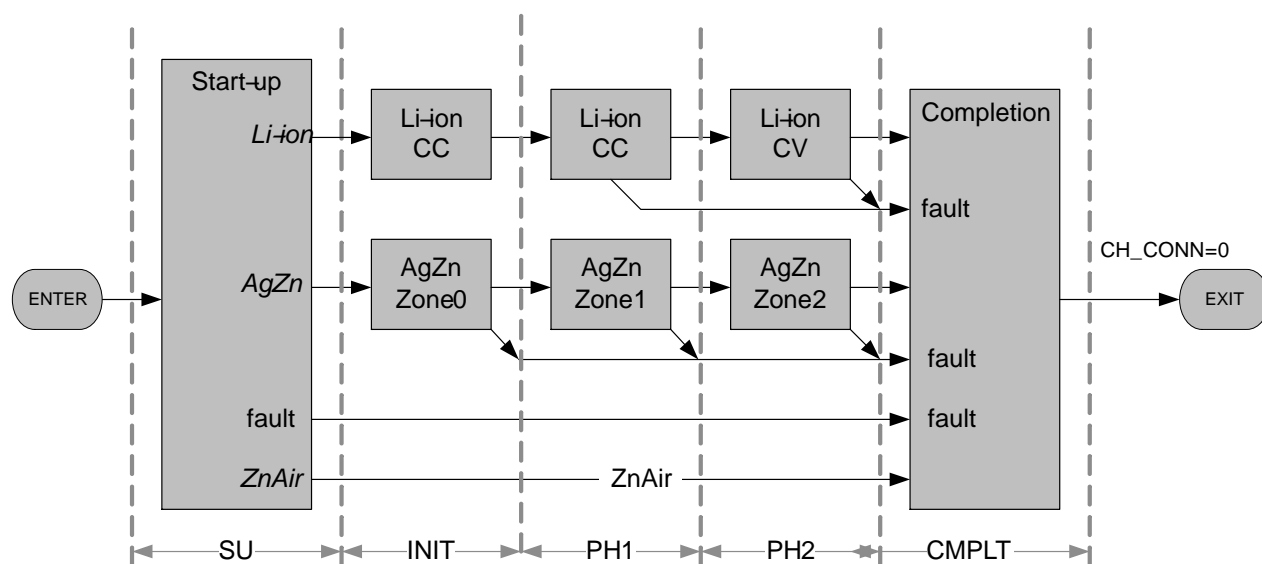 Start-up
Li-ion
Li-ion
CC
Li-ion
CC
Li-ion
CV
Completion
fault
CH_CONN=0
ENTER
AgZn
AgZn
Zone0
AgZn
Zone1
AgZn
Zone2
EXIT
fault
fault
fault
ZnAir
ZnAir
SU
INIT
PH1
PH2
CMPLT